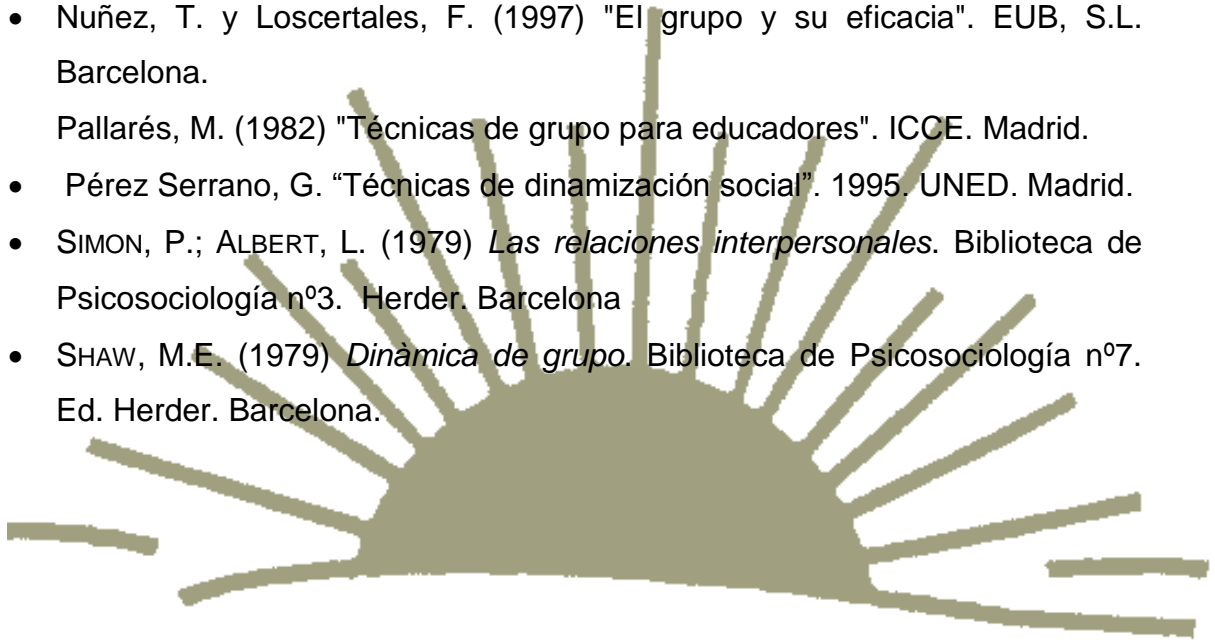 • Nuñez, T. y Loscertales, F. (1997) "El grupo y su eficacia". EUB, S.L.
Barcelona.
Pallarés, M. (1982) "Técnicas de grupo para educadores". ICCE. Madrid.
• Pérez Serrano, G. “Técnicas de dinamización social”. 1995. UNED. Madrid.
• SIMON, P.; ALBERT, L. (1979) Las relaciones interpersonales. Biblioteca de
Psicosociología nº3. Herder. Barcelona
• SHAW, M.E. (1979) Dinàmica de grupo. Biblioteca de Psicosociología nº7.
Ed. Herder. Barcelona.